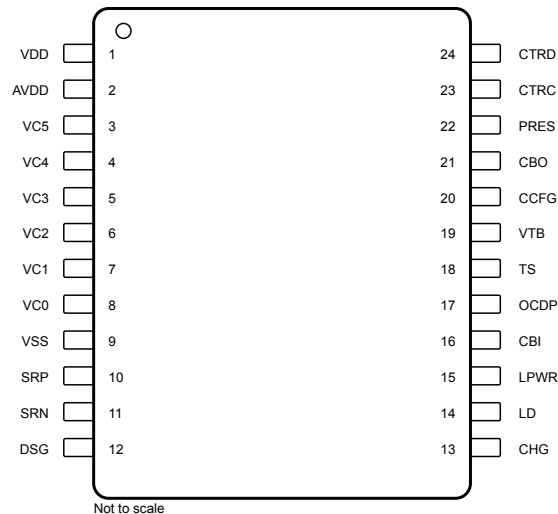 VDD 1 24 CTRD
AVDD 2 23 CTRC
VC5 3 22 PRES
VC4 4 21 CBO
VC3 5 20 CCFG
VC2 6 19 VTB
VC1 7 18 TS
VC0 8 17 OCDP
VSS 9 16 CBI
SRP 10 15 LPWR
SRN 11 14 LD
DSG 12 13 CHG
Not to scale